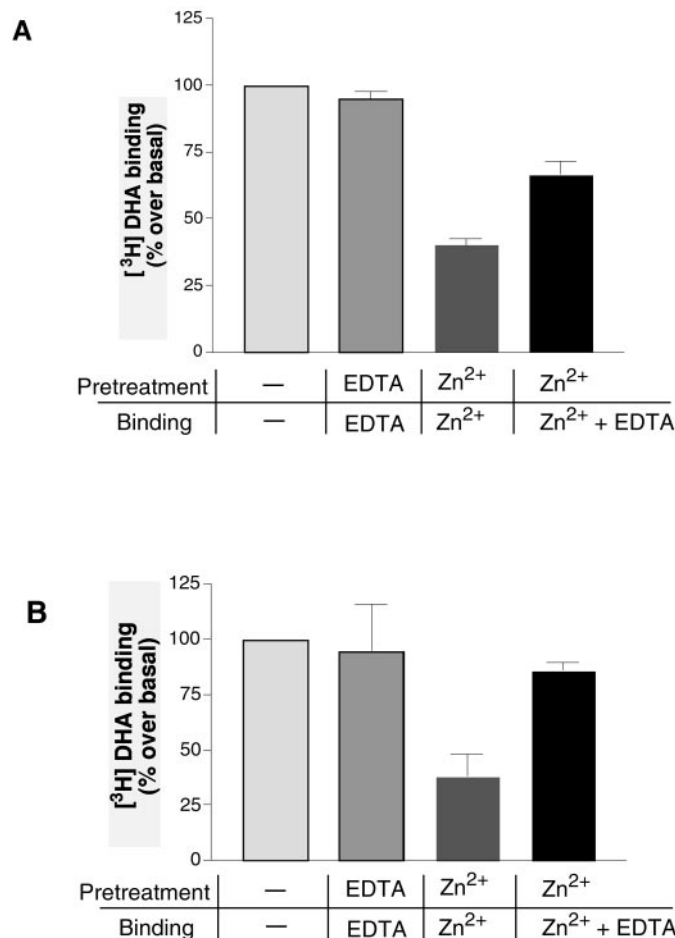 A
[³H] DHA binding
(% over basal)
125
100
75
50
25
0
Pretreatment — EDTA Zn²⁺ Zn²⁺
Binding — EDTA Zn²⁺ Zn²⁺ + EDTA
B
[³H] DHA binding
(% over basal)
125
100
75
50
25
0
Pretreatment — EDTA Zn²⁺ Zn²⁺
Binding — EDTA Zn²⁺ Zn²⁺ + EDTA